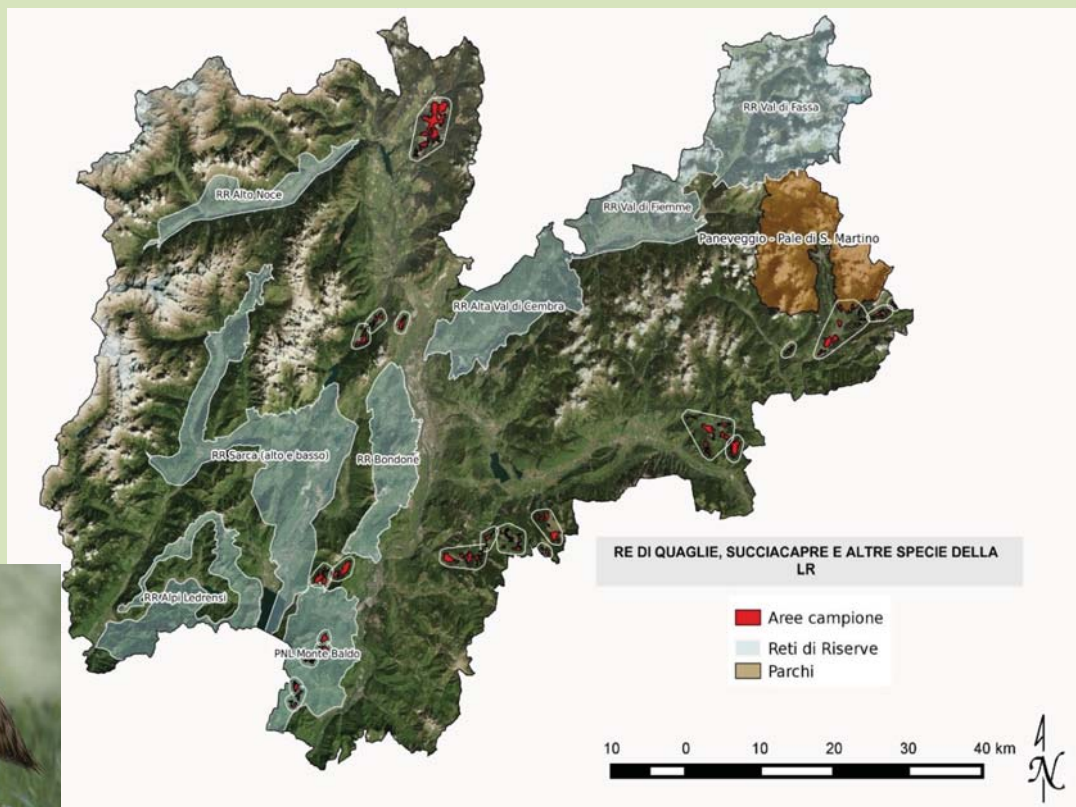 RR Val di Fassa
RR Alto Noce
RR Val di Fiemme
Paneveggio - Pale di S. Martino
RR Alta Val di Cembra
RR Sarca (alto e basso)
RR Bondone
RR Alpi Ledrensi
PNL Monte Baldo
RE DI QUAGLIE, SUCCIACAPRE E ALTRE SPECIE DELLA
LR
Aree campione
Reti di Riserve
Parchi
10 0 10 20 30 40 km
N